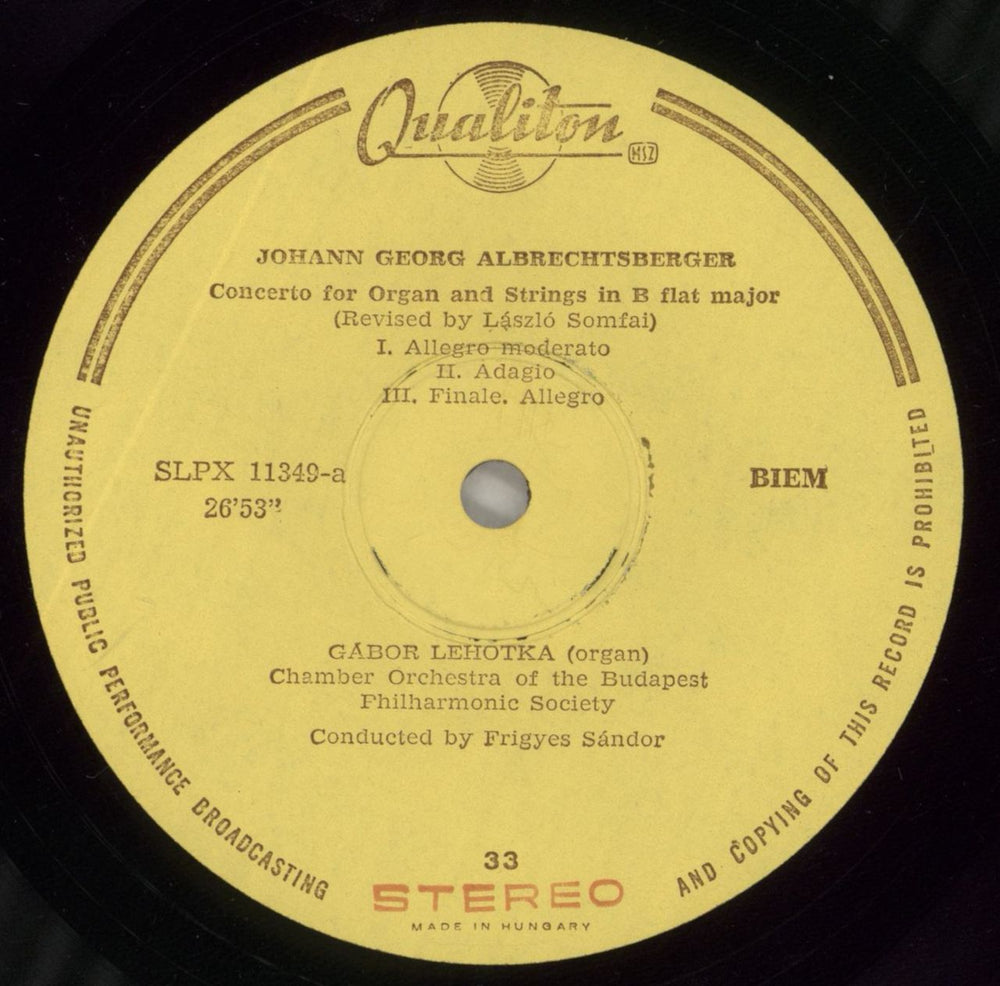 Qualiton
MSZ
JOHANN GEORG ALBRECHTSBERGER
Concerto for Organ and Strings in B flat major
(Revised by László Somfai)
I. Allegro moderato
II. Adagio
III. Finale. Allegro
SLPX 11349-a
26'53"
BIEM
GÁBOR LEHOTKA (organ)
Chamber Orchestra of the Budapest
Philharmonic Society
Conducted by Frigyes Sándor
33
STEREO
MADE IN HUNGARY
UNAUTHORIZED PUBLIC PERFORMANCE BROADCASTING AND COPYING OF THIS RECORD IS PROHIBITED